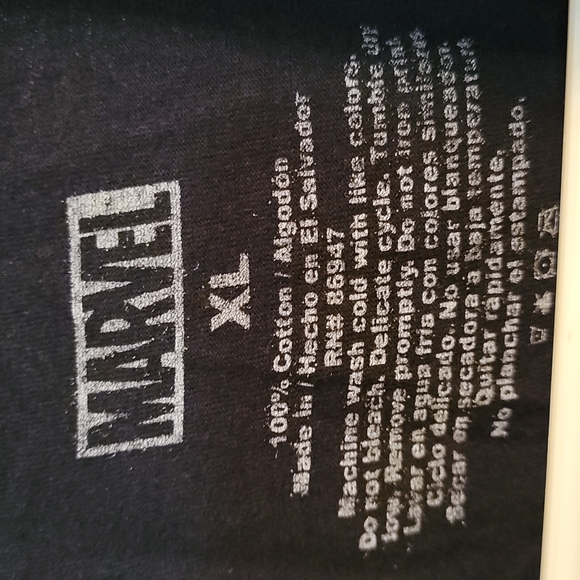 MARVEL
XL
100% Cotton / Algodón
Made in / Hecho en El Salvador
RN# 86947
Machine wash cold with like colors.
Do not bleach. Delicate cycle. Tumble dry
low. Remove promptly. Do not iron print.
Lavar en agua fria con colores similares.
Ciclo delicado. No usar blanqueador.
Secar en secadora a baja temperatura.
Quitar rápidamente.
No planchar el estampado.